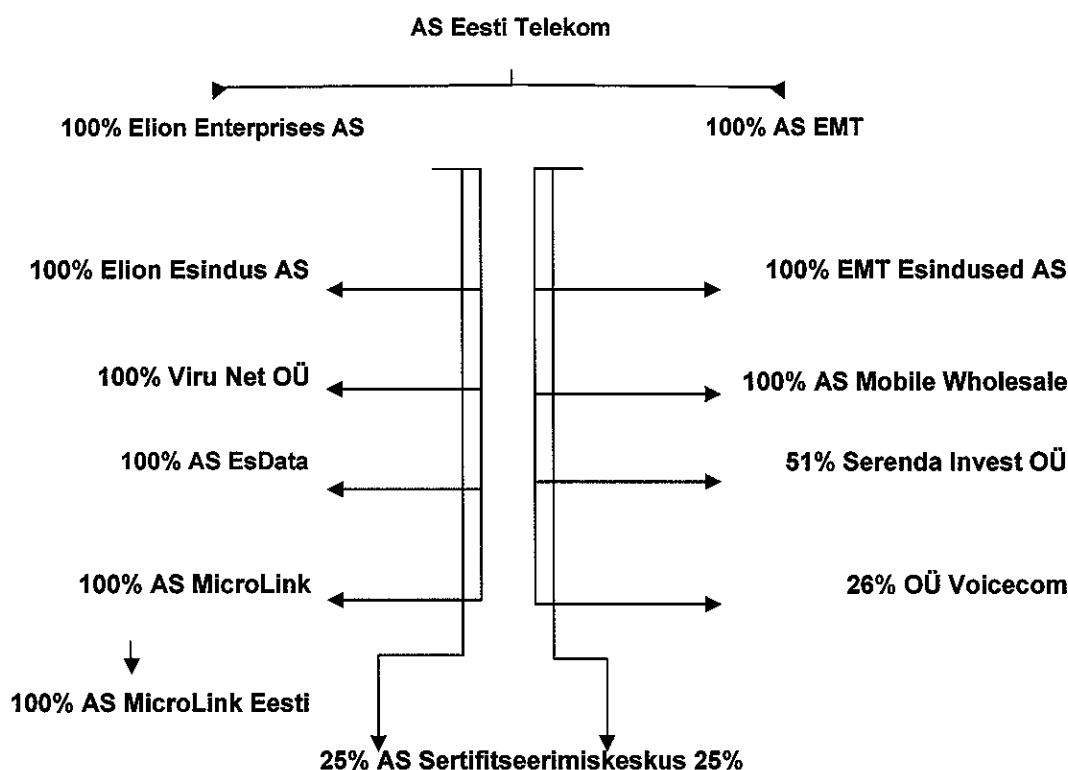 AS Eesti Telekom
100% Elion Enterprises AS
100% AS EMT
100% Elion Esindus AS
100% EMT Esindused AS
100% Viru Net OÜ
100% AS Mobile Wholesale
100% AS EsData
51% Serenda Invest OÜ
100% AS MicroLink
26% OÜ Voicecom
100% AS MicroLink Eesti
25% AS Sertifitseerimiskeskus 25%